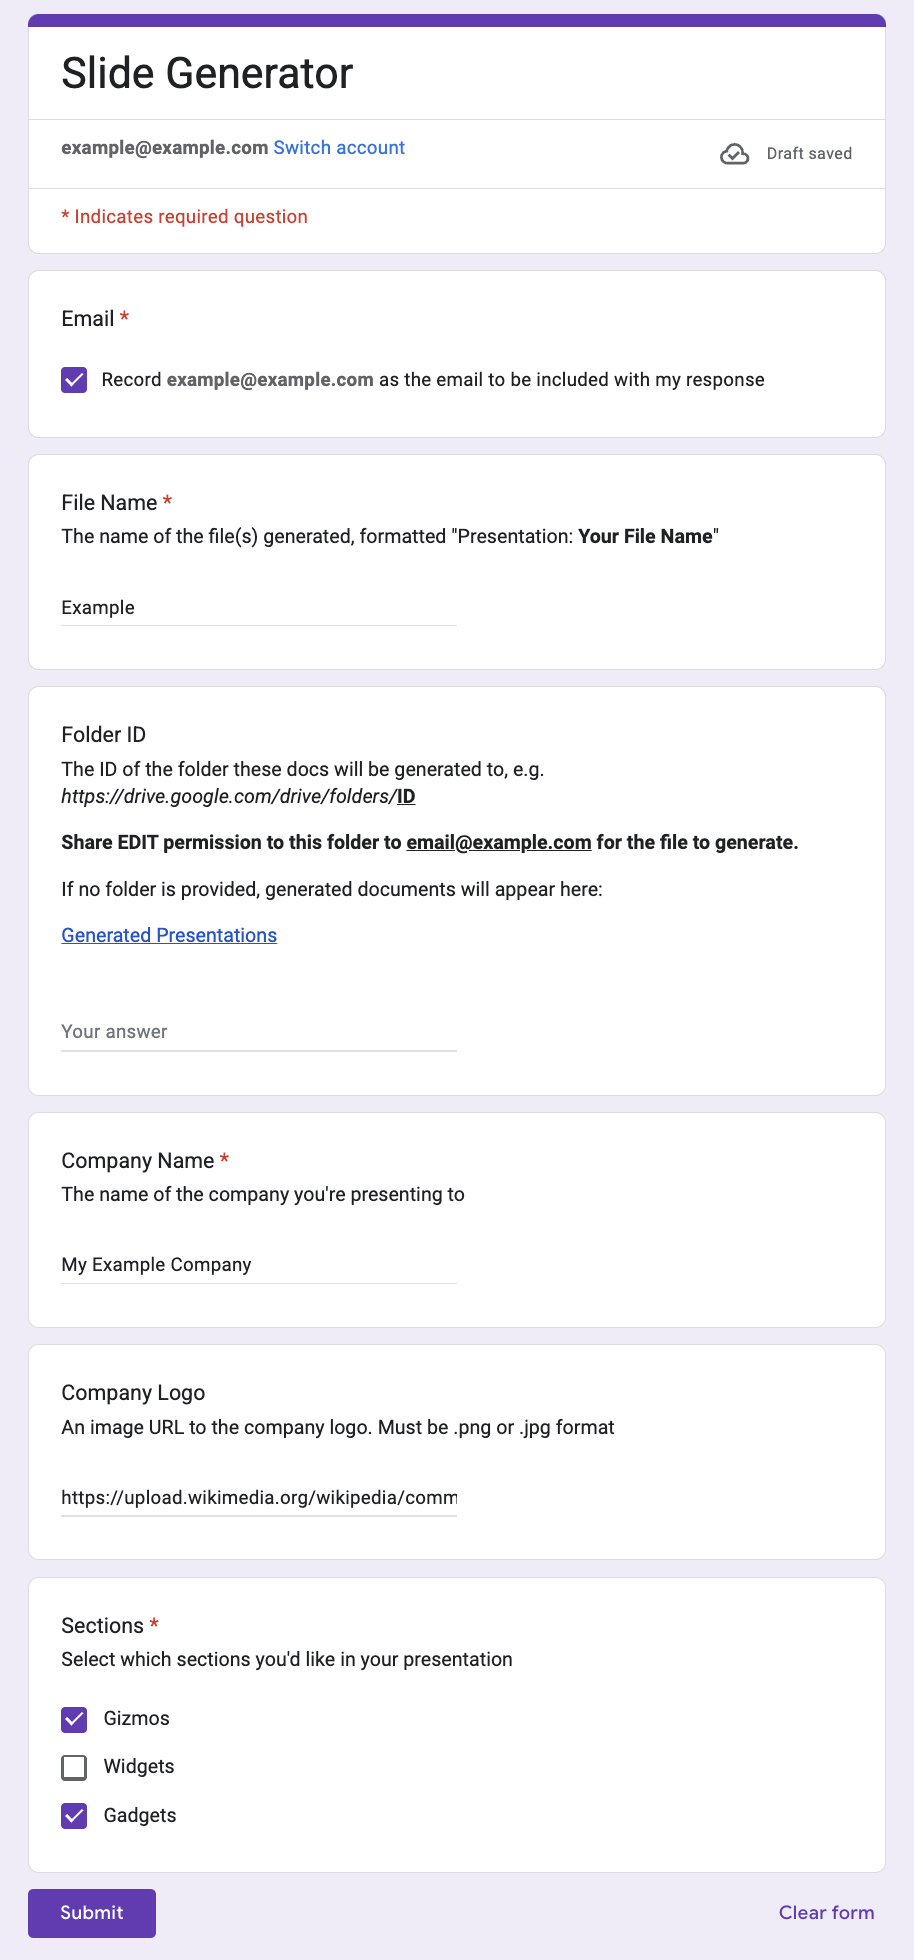 Slide Generator
example@example.com Switch account
Draft saved
* Indicates required question
Email *
Record example@example.com as the email to be included with my response
File Name *
The name of the file(s) generated, formatted "Presentation: Your File Name"
Example
Folder ID
The ID of the folder these docs will be generated to, e.g.
https://drive.google.com/drive/folders/ID
Share EDIT permission to this folder to email@example.com for the file to generate.
If no folder is provided, generated documents will appear here:
Generated Presentations
Your answer
Company Name *
The name of the company you're presenting to
My Example Company
Company Logo
An image URL to the company logo. Must be .png or .jpg format
https://upload.wikimedia.org/wikipedia/comm
Sections *
Select which sections you'd like in your presentation
Gizmos
Widgets
Gadgets
Submit
Clear form